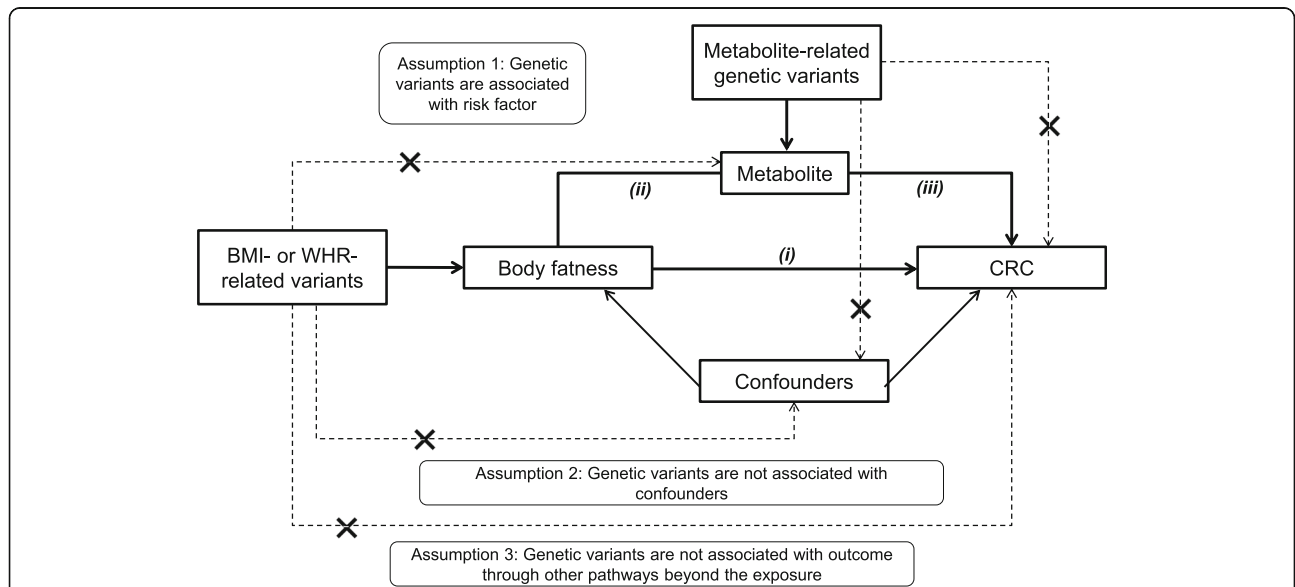 Metabolite-related
genetic variants
Assumption 1: Genetic
variants are associated
with risk factor
Metabolite
(ii)
(iii)
BMI- or WHR-
related variants
Body fatness
(i)
CRC
Confounders
Assumption 2: Genetic variants are not associated with
confounders
Assumption 3: Genetic variants are not associated with outcome
through other pathways beyond the exposure